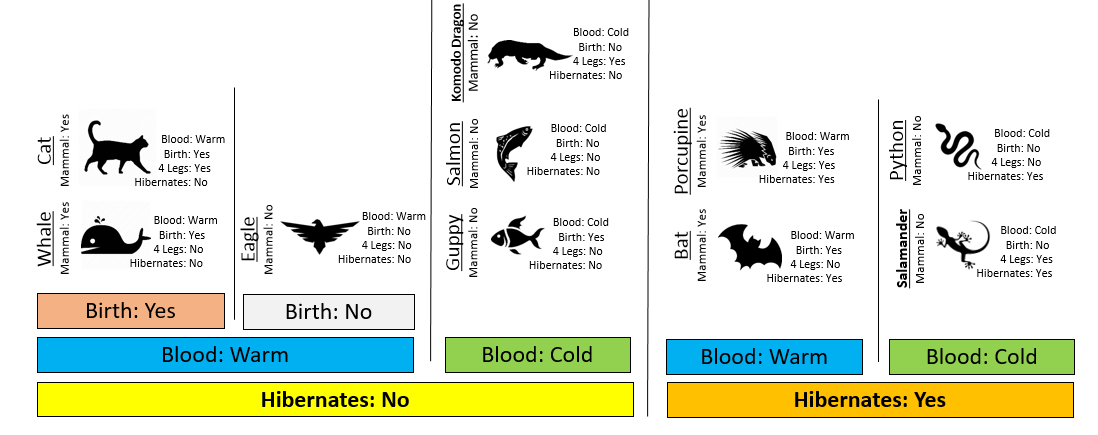 Komodo Dragon
Mammal: No
Blood: Cold
Birth: No
4 Legs: Yes
Hibernates: No
Cat
Mammal: Yes
Blood: Warm
Birth: Yes
4 Legs: Yes
Hibernates: No
Salmon
Mammal: No
Blood: Cold
Birth: No
4 Legs: No
Hibernates: No
Porcupine
Mammal: Yes
Blood: Warm
Birth: Yes
4 Legs: Yes
Hibernates: Yes
Python
Mammal: No
Blood: Cold
Birth: No
4 Legs: No
Hibernates: Yes
Whale
Mammal: Yes
Blood: Warm
Birth: Yes
4 Legs: No
Hibernates: No
Eagle
Mammal: No
Blood: Warm
Birth: No
4 Legs: No
Hibernates: No
Guppy
Mammal: No
Blood: Cold
Birth: Yes
4 Legs: No
Hibernates: No
Bat
Mammal: Yes
Blood: Warm
Birth: Yes
4 Legs: No
Hibernates: Yes
Salamander
Mammal: No
Blood: Cold
Birth: No
4 Legs: Yes
Hibernates: Yes
Birth: Yes
Birth: No
Blood: Warm
Blood: Cold
Blood: Warm
Blood: Cold
Hibernates: No
Hibernates: Yes